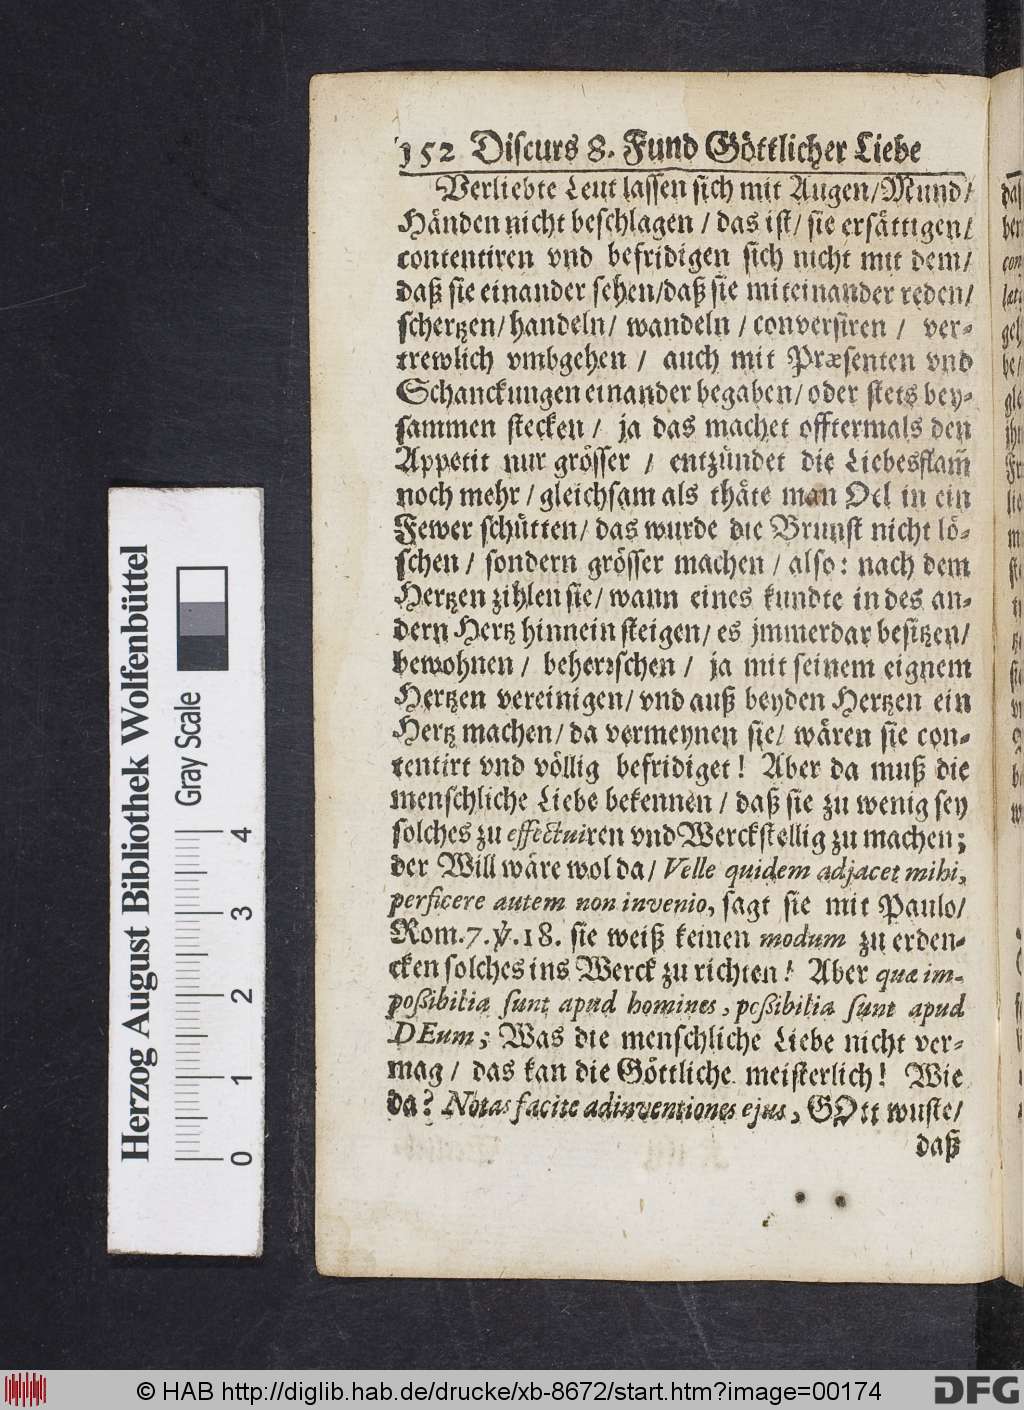 152 Discurs 8. Fund Göttlicher Liebe
Verliebte Leut lassen sich mit Augen/Mund/
Händen nicht beschlagen / das ist/ sie ersättigen/
contentiren vnd befridigen sich nicht mit dem/
daß sie einander sehen/daß sie miteinander reden/
schertzen/ handeln/ wandeln / conversiren / ver-
trewlich vmbgehen / auch mit Præsenten vnd
Schanckungen einander begaben/ oder stets bey-
sammen stecken / ja das machet offtermals den
Appetit nur grösser / entzündet die Liebesflam̃
noch mehr / gleichsam als thäte man Oel in ein
Fewer schütten/ das wurde die Brunst nicht lö-
schen / sondern grösser machen / also: nach dem
Hertzen zihlen sie/ wann eines kundte in des an-
dern Hertz hinnein steigen/ es jmmerdar besitzen/
bewohnen / beherrschen / ja mit seinem eignem
Hertzen vereinigen/ vnd auß beyden Hertzen ein
Hertz machen/ da vermeynen sie/ wären sie con-
tentirt vnd völlig befridiget! Aber da muß die
menschliche Liebe bekennen / daß sie zu wenig sey
solches zu effectuiren vnd Werckstellig zu machen;
der Will wäre wol da/ Velle quidem adjacet mihi,
perficere autem non invenio, sagt sie mit Paulo/
Rom.7.℣.18. sie weiß keinen modum zu erden-
cken solches ins Werck zu richten! Aber quæ im-
poßibilia sunt apud homines, poßibilia sunt apud
DEum; Was die menschliche Liebe nicht ver-
mag / das kan die Göttliche meisterlich! Wie
da? Notas facite adinventiones ejus, GOtt wuste/
daß
Herzog August Bibliothek Wolfenbüttel
Gray Scale
0 1 2 3 4
© HAB http://diglib.hab.de/drucke/xb-8672/start.htm?image=00174
DFG